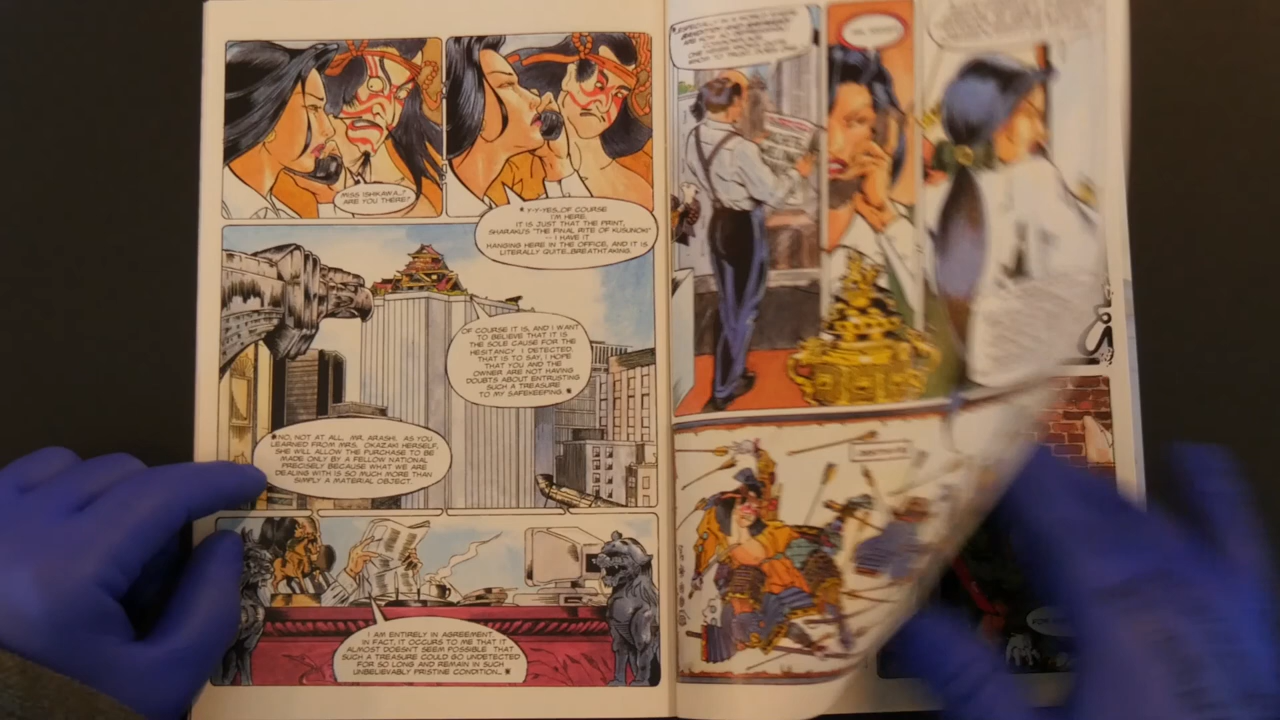 MISS ISHIKAWA...?
ARE YOU THERE?
Y-Y-YES...OF COURSE
I'M HERE.
IT IS JUST THAT THE PRINT,
SHARAKU'S "THE FINAL RITE OF KUSUNOKI"
-- I HAVE IT
HANGING HERE IN THE OFFICE, AND IT IS
LITERALLY QUITE...BREATHTAKING.
OF COURSE IT IS, AND I WANT
TO BELIEVE THAT IT IS
THE SOLE CAUSE FOR THE
HESITANCY I DETECTED.
THAT IS TO SAY, I HOPE
THAT YOU AND THE
OWNER ARE NOT HAVING
DOUBTS ABOUT ENTRUSTING
SUCH A TREASURE
TO MY SAFEKEEPING.
NO, NOT AT ALL, MR. ARASHI. AS YOU
LEARNED FROM MRS. OKAZAKI HERSELF,
SHE WILL ALLOW THE PURCHASE TO BE
MADE ONLY BY A FELLOW NATIONAL
PRECISELY BECAUSE WHAT WE ARE
DEALING WITH IS SO MUCH MORE THAN
SIMPLY A MATERIAL OBJECT.
I AM ENTIRELY IN AGREEMENT.
IN FACT, IT OCCURS TO ME THAT IT
ALMOST DOESN'T SEEM POSSIBLE THAT
SUCH A TREASURE COULD GO UNDETECTED
FOR SO LONG AND REMAIN IN SUCH
UNBELIEVABLY PRISTINE CONDITION...
ESPECIALLY IN A WORLD WHERE